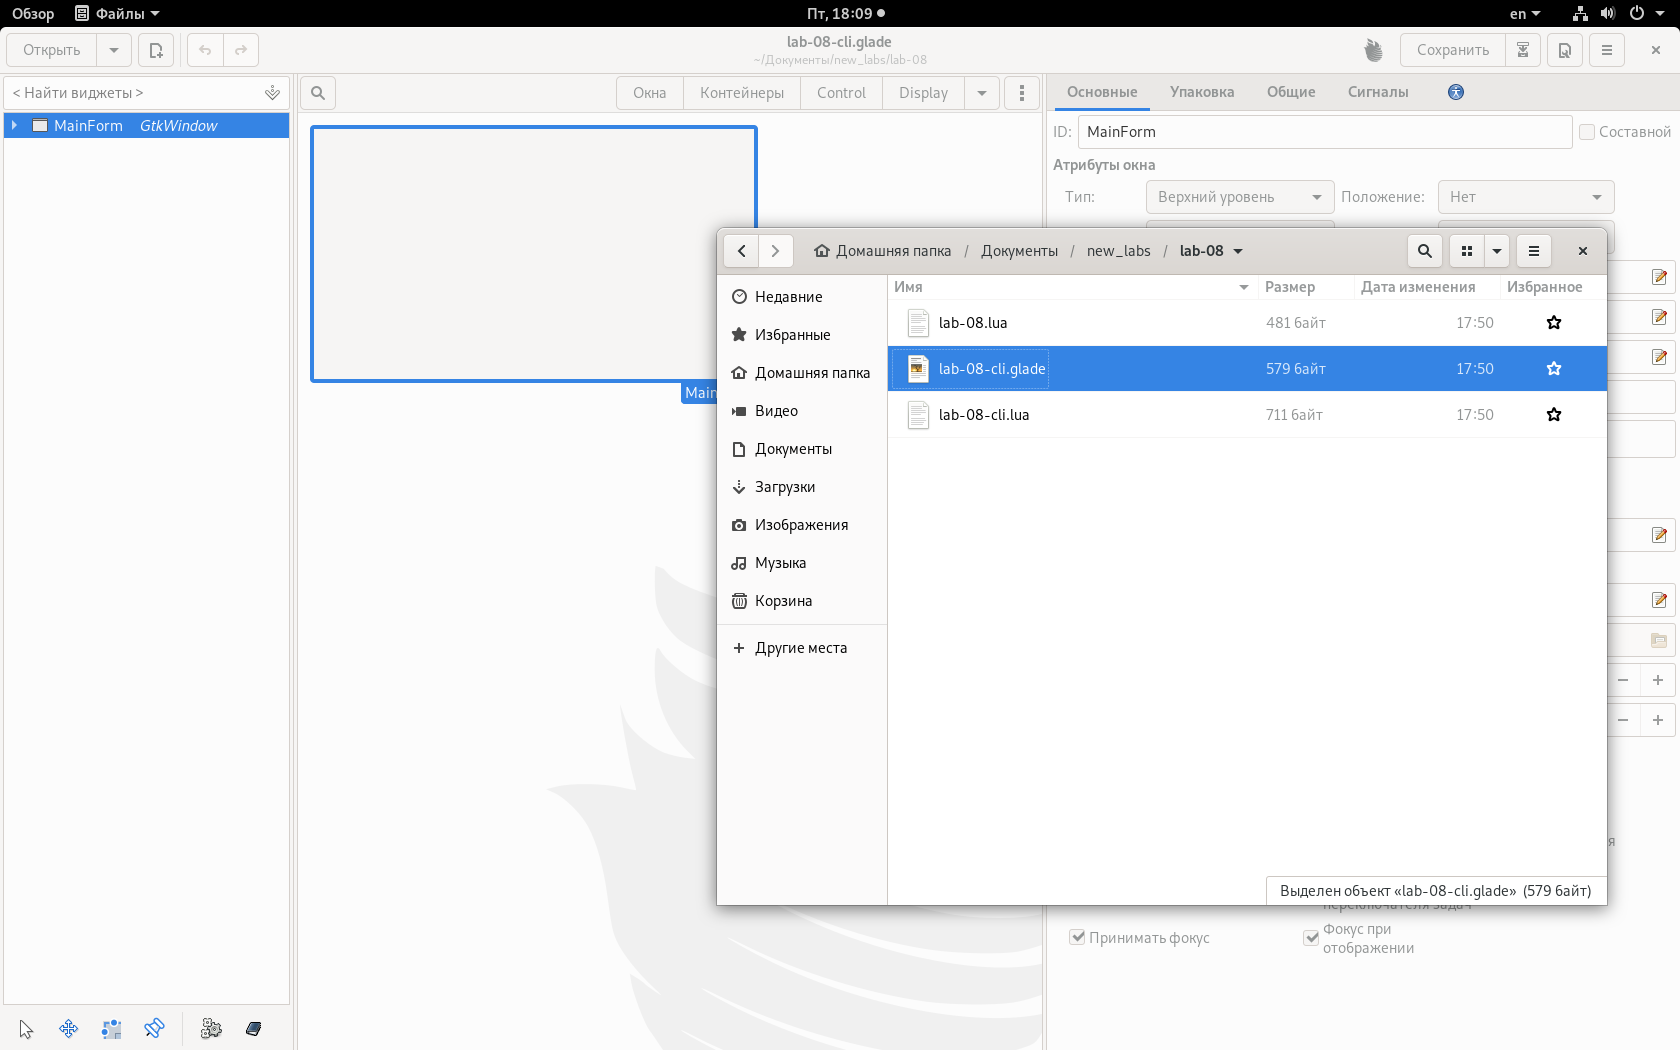 Обзор Файлы Пт, 18:09 en
Открыть lab-08-cli.glade Сохранить
~/Документы/new_labs/lab-08
< Найти виджеты > Окна Контейнеры Control Display Основные Упаковка Общие Сигналы
MainForm GtkWindow
ID: MainForm Составной
Атрибуты окна
Тип: Верхний уровень Положение: Нет
Main
Домашняя папка / Документы / new_labs / lab-08
Недавние
Избранные
Домашняя папка
Видео
Документы
Загрузки
Изображения
Музыка
Корзина
Другие места
Имя Размер Дата изменения Избранное
lab-08.lua 481 байт 17:50
lab-08-cli.glade 579 байт 17:50
lab-08-cli.lua 711 байт 17:50
я
Выделен объект «lab-08-cli.glade» (579 байт)
переключателя задач
Принимать фокус
Фокус при
отображении